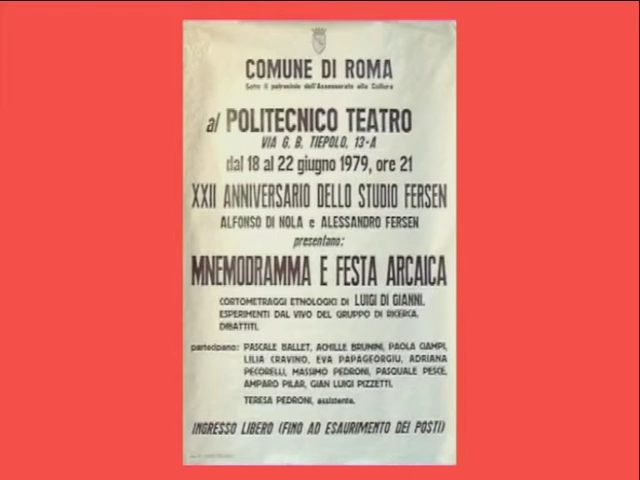 COMUNE DI ROMA
Sotto il patrocinio dell'Assessorato alla Cultura
al POLITECNICO TEATRO
VIA G. B. TIEPOLO, 13-A
dal 18 al 22 giugno 1979, ore 21
XXII ANNIVERSARIO DELLO STUDIO FERSEN
ALFONSO DI NOLA e ALESSANDRO FERSEN
presentano:
MNEMODRAMMA E FESTA ARCAICA
CORTOMETRAGGI ETNOLOGICI DI LUIGI DI GIANNI.
ESPERIMENTI DAL VIVO DEL GRUPPO DI RICERCA.
DIBATTITI.
partecipano: PASCALE BALLET, ACHILLE BRUNINI, PAOLA CIAMPI,
LILIA CRAVINO, EVA PAPAGEORGIU, ADRIANA
PECORELLI, MASSIMO PEDRONI, PASQUALE PESCE,
AMPARO PILAR, GIAN LUIGI PIZZETTI.
TERESA PEDRONI, assistente.
INGRESSO LIBERO (FINO AD ESAURIMENTO DEI POSTI)